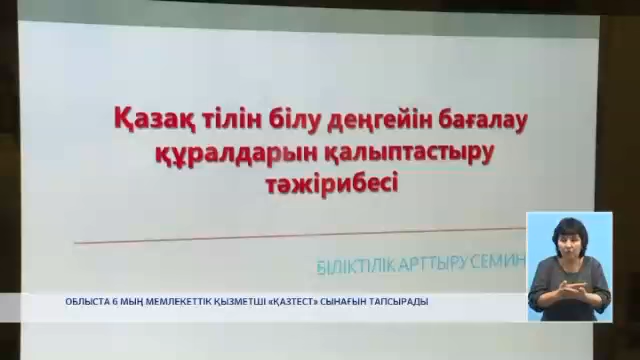 Қазақ тілін білу деңгейін бағалау
құралдарын қалыптастыру
тәжірибесі
БІЛІКТІЛІК АРТТЫРУ СЕМИН
ОБЛЫСТА 6 МЫҢ МЕМЛЕКЕТТІК ҚЫЗМЕТШІ «ҚАЗТЕСТ» СЫНАҒЫН ТАПСЫРАДЫ